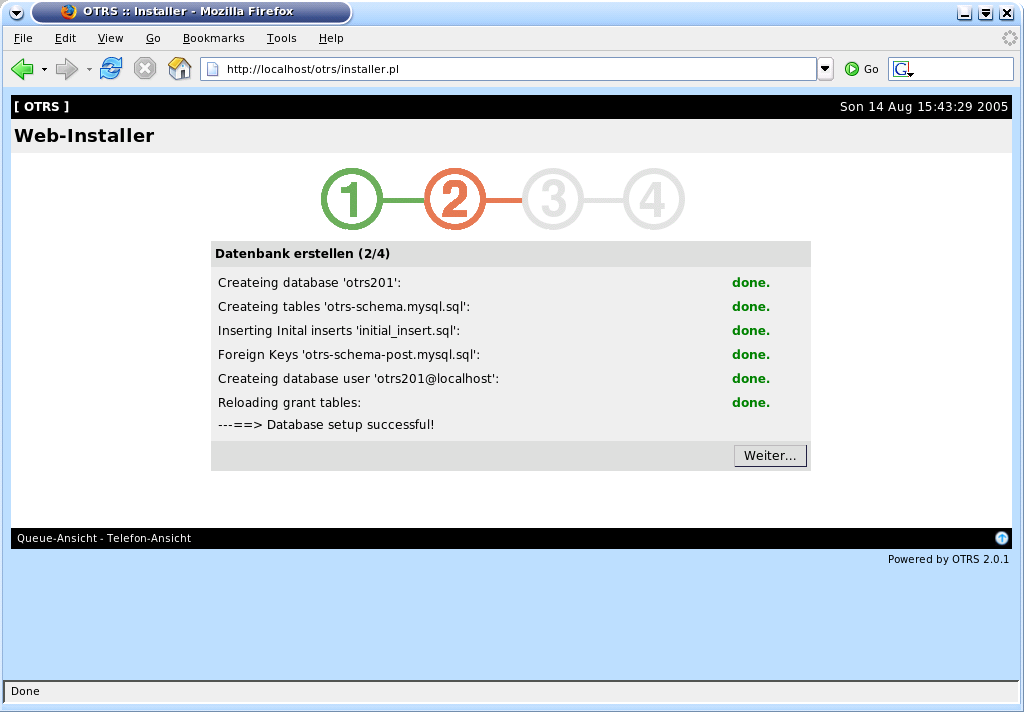 OTRS :: Installer - Mozilla Firefox
File Edit View Go Bookmarks Tools Help
http://localhost/otrs/installer.pl Go G
[ OTRS ] Son 14 Aug 15:43:29 2005
Web-Installer
1 2 3 4
Datenbank erstellen (2/4)
Createing database 'otrs201': done.
Createing tables 'otrs-schema.mysql.sql': done.
Inserting Inital inserts 'initial_insert.sql': done.
Foreign Keys 'otrs-schema-post.mysql.sql': done.
Createing database user 'otrs201@localhost': done.
Reloading grant tables: done.
---==> Database setup successful!
Weiter...
Queue-Ansicht - Telefon-Ansicht
Powered by OTRS 2.0.1
Done